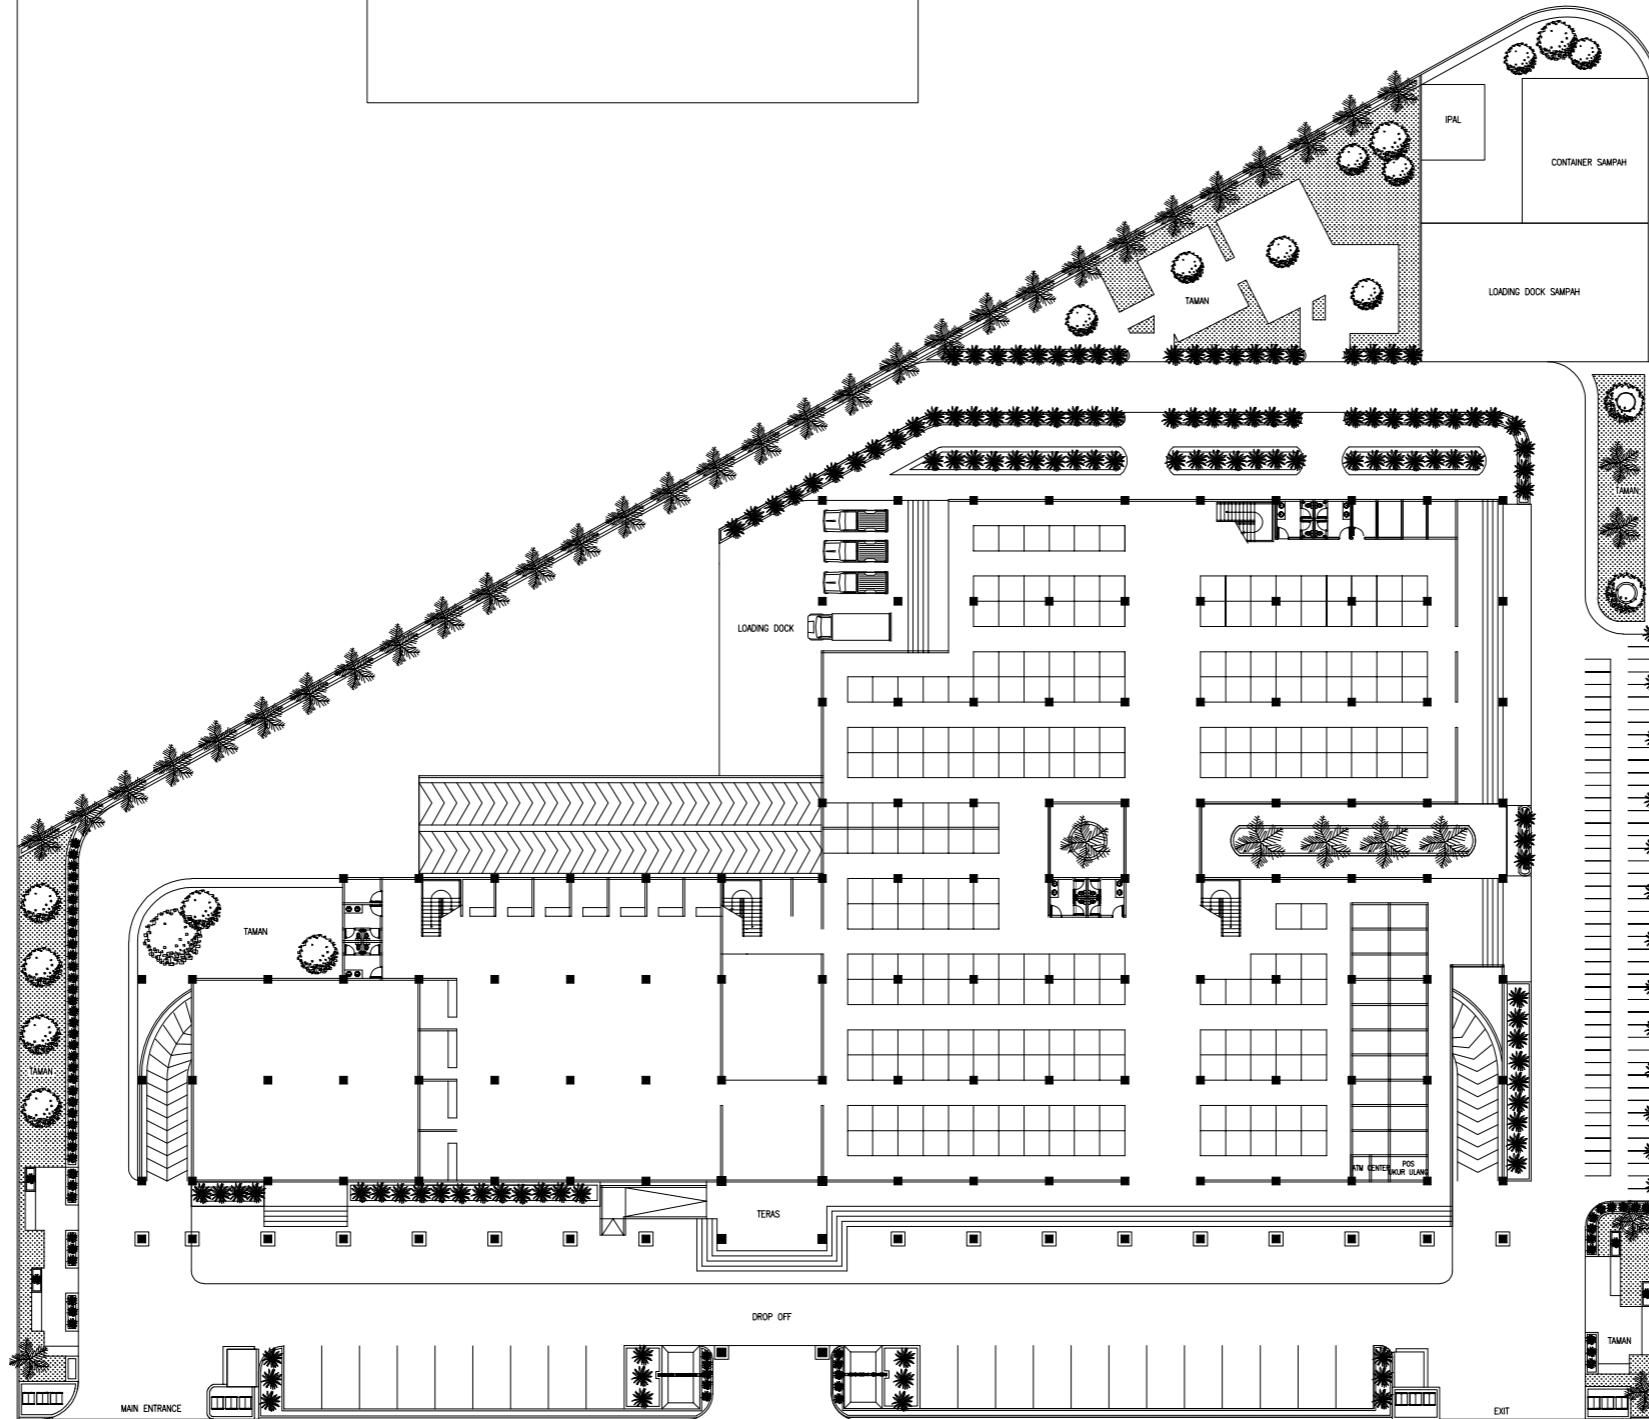 IPAL
CONTAINER SAMPAH
LOADING DOCK SAMPAH
TAMAN
TAMAN
LOADING DOCK
TAMAN
TAMAN
ATM CENTER
POS
UKUR ULANG
TERAS
DROP OFF
TAMAN
MAIN ENTRANCE
EXIT